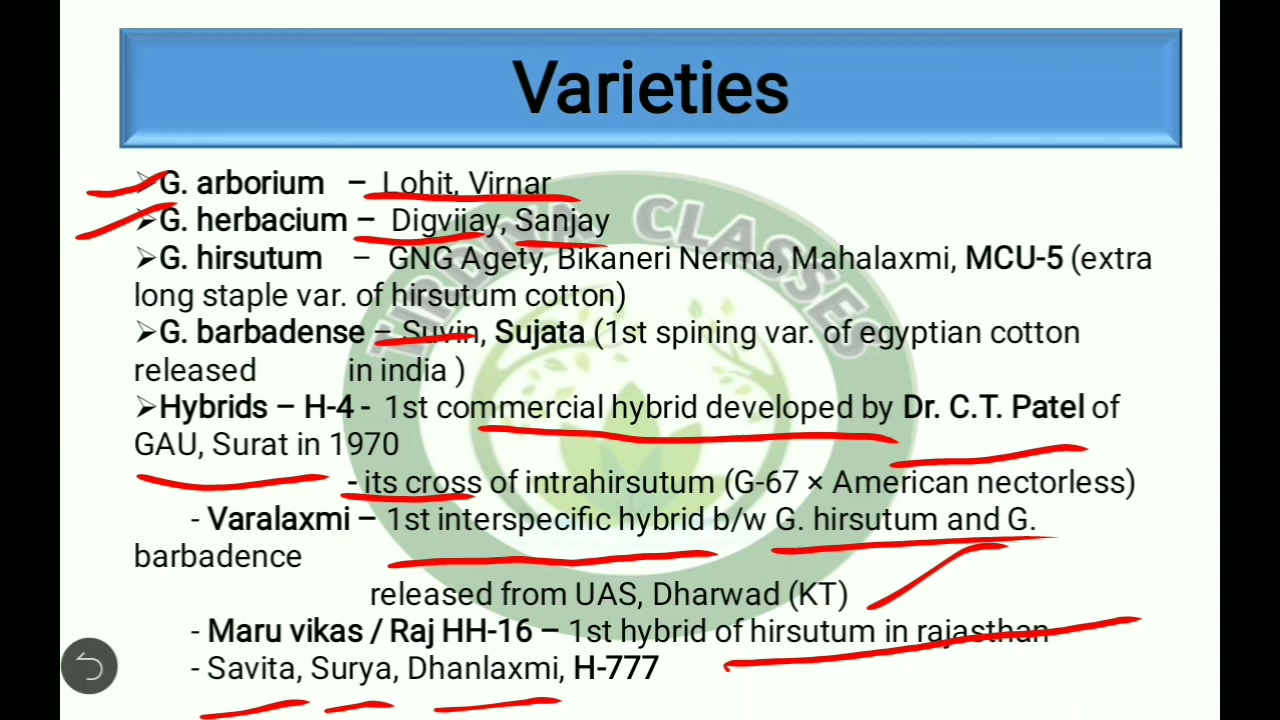 Varieties
➢G. arborium – Lohit, Virnar
➢G. herbacium – Digvijay, Sanjay
➢G. hirsutum – GNG Agety, Bikaneri Nerma, Mahalaxmi, MCU-5 (extra
long staple var. of hirsutum cotton)
➢G. barbadense – Suvin, Sujata (1st spining var. of egyptian cotton
released in india )
➢Hybrids – H-4 - 1st commercial hybrid developed by Dr. C.T. Patel of
GAU, Surat in 1970
- its cross of intrahirsutum (G-67 × American nectorless)
- Varalaxmi – 1st interspecific hybrid b/w G. hirsutum and G.
barbadence
released from UAS, Dharwad (KT)
- Maru vikas / Raj HH-16 – 1st hybrid of hirsutum in rajasthan
- Savita, Surya, Dhanlaxmi, H-777
CLASSES